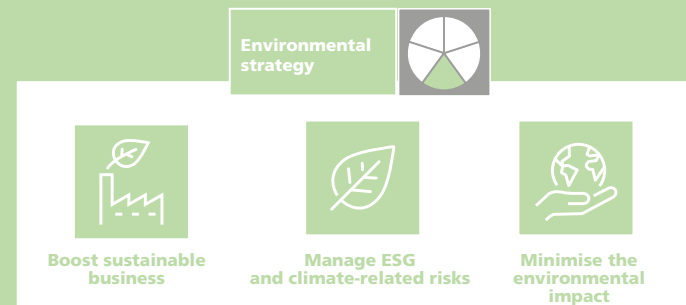 Environmental
strategy
Boost sustainable
business
Manage ESG
and climate-related risks
Minimise the
environmental
impact